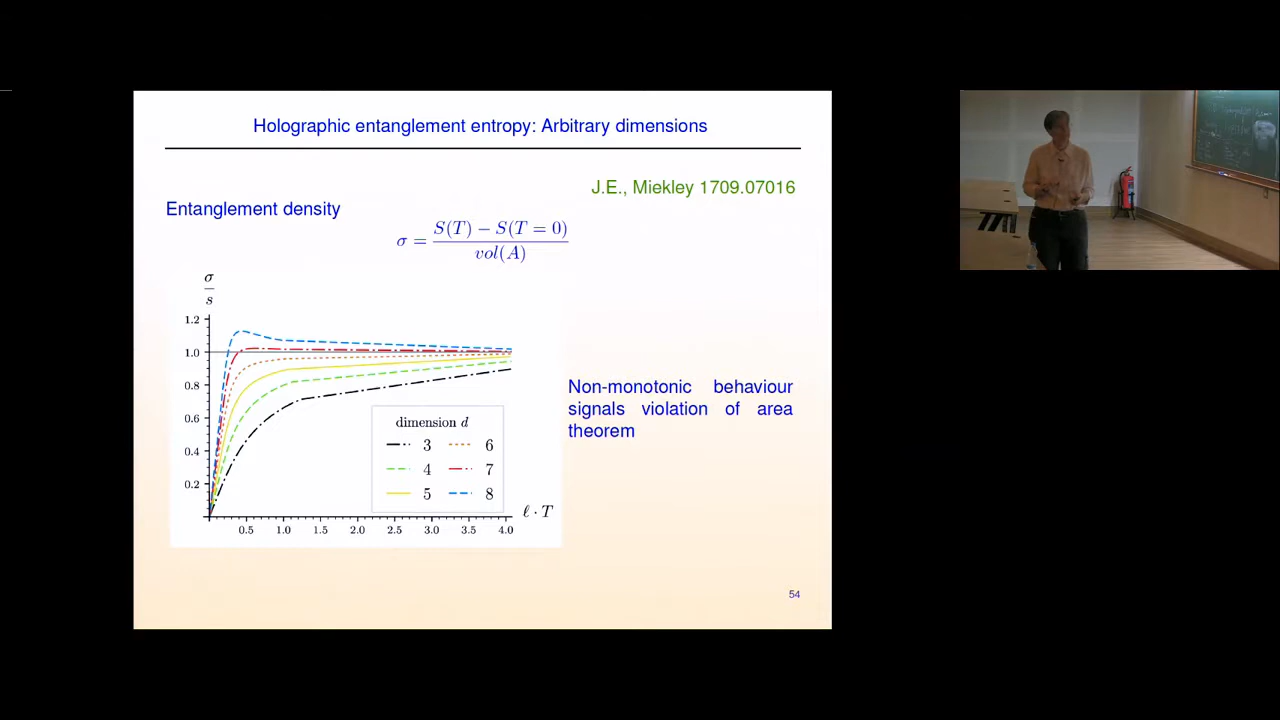 Holographic entanglement entropy: Arbitrary dimensions
J.E., Miekley 1709.07016
Entanglement density
σ = S(T) − S(T = 0) / vol(A)
σ
s
1.2
1.0
0.8
0.6
0.4
0.2
0.5 1.0 1.5 2.0 2.5 3.0 3.5 4.0
ℓ · T
dimension d
3 6
4 7
5 8
Non-monotonic behaviour
signals violation of area
theorem
54